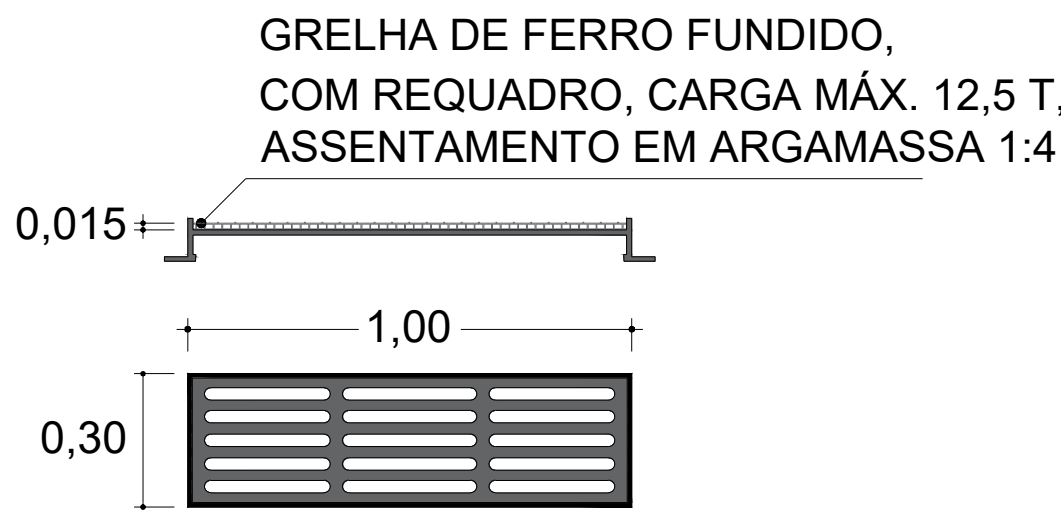 GRELHA DE FERRO FUNDIDO,
COM REQUADRO, CARGA MÁX. 12,5 T,
ASSENTAMENTO EM ARGAMASSA 1:4
0,015
1,00
0,30